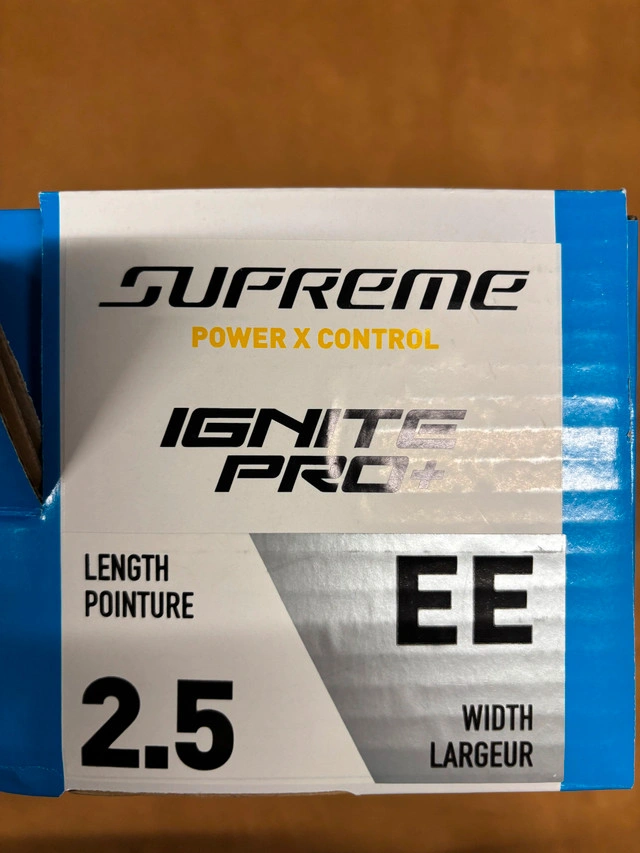 SUPREME
POWER X CONTROL
IGNITE
PRO+
LENGTH
POINTURE
2.5
EE
WIDTH
LARGEUR